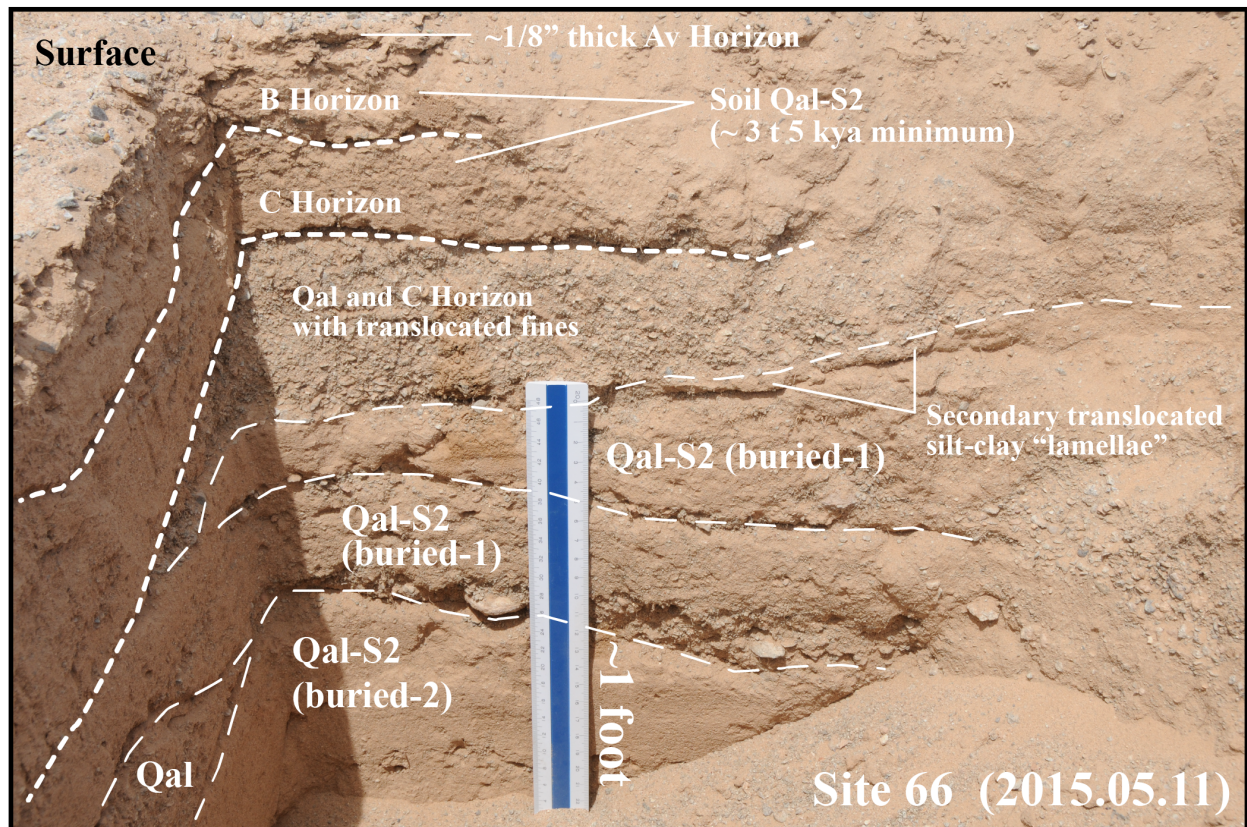 Surface
~1/8” thick Av Horizon
B Horizon
Soil Qal-S2
(~ 3 t 5 kya minimum)
C Horizon
Qal and C Horizon
with translocated fines
Secondary translocated
silt-clay “lamellae”
Qal-S2 (buried-1)
Qal-S2
(buried-1)
Qal-S2
(buried-2)
~1 foot
Qal
Site 66 (2015.05.11)